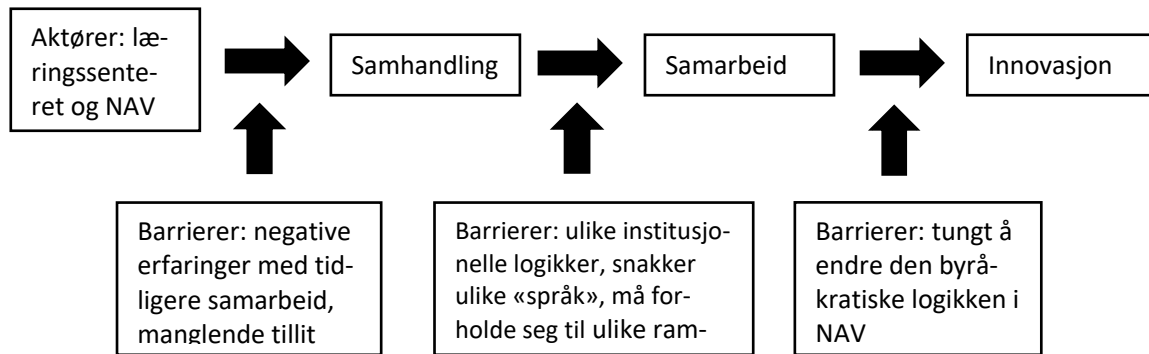 Aktører: læ-
ringssente-
ret og NAV
Samhandling
Samarbeid
Innovasjon
Barrierer: negative
erfaringer med tid-
ligere samarbeid,
manglende tillit
Barrierer: ulike institusjo-
nelle logikker, snakker
ulike «språk», må for-
holde seg til ulike ram-
Barrierer: tungt å
endre den byrå-
kratiske logikken i
NAV